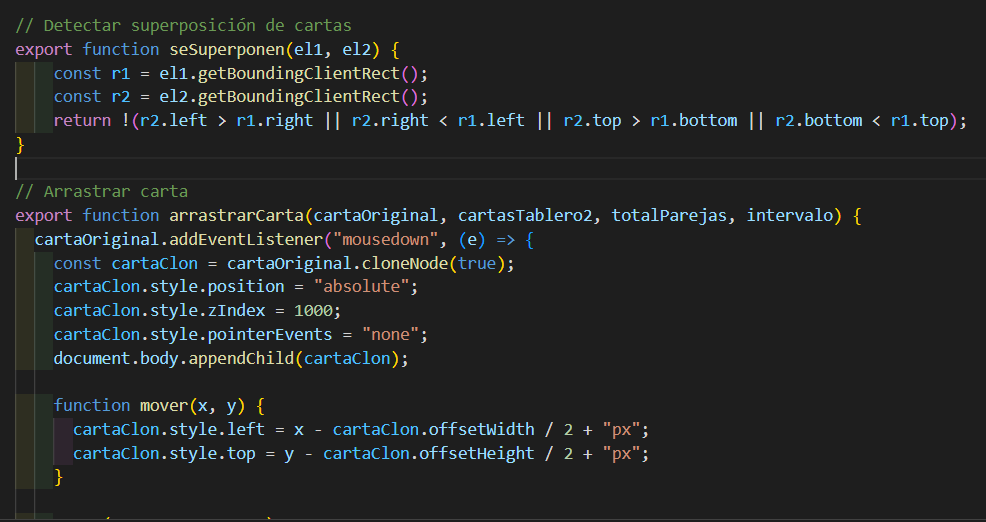 // Detectar superposición de cartas
export function seSuperponen(el1, el2) {
const r1 = el1.getBoundingClientRect();
const r2 = el2.getBoundingClientRect();
return !(r2.left > r1.right || r2.right < r1.left || r2.top > r1.bottom || r2.bottom < r1.top);
}
// Arrastrar carta
export function arrastrarCarta(cartaOriginal, cartasTablero2, totalParejas, intervalo) {
cartaOriginal.addEventListener("mousedown", (e) => {
const cartaClon = cartaOriginal.cloneNode(true);
cartaClon.style.position = "absolute";
cartaClon.style.zIndex = 1000;
cartaClon.style.pointerEvents = "none";
document.body.appendChild(cartaClon);
function mover(x, y) {
cartaClon.style.left = x - cartaClon.offsetWidth / 2 + "px";
cartaClon.style.top = y - cartaClon.offsetHeight / 2 + "px";
}